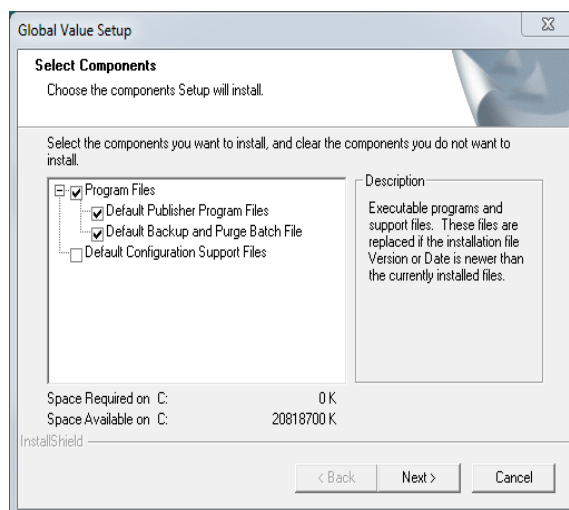 Global Value Setup
Select Components
Choose the components Setup will install.
Select the components you want to install, and clear the components you do not want to
install.
Program Files
Default Publisher Program Files
Default Backup and Purge Batch File
Default Configuration Support Files
Description
Executable programs and
support files. These files are
replaced if the installation file
Version or Date is newer than
the currently installed files.
Space Required on C: 0 K
Space Available on C: 20818700 K
InstallShield
< Back Next > Cancel